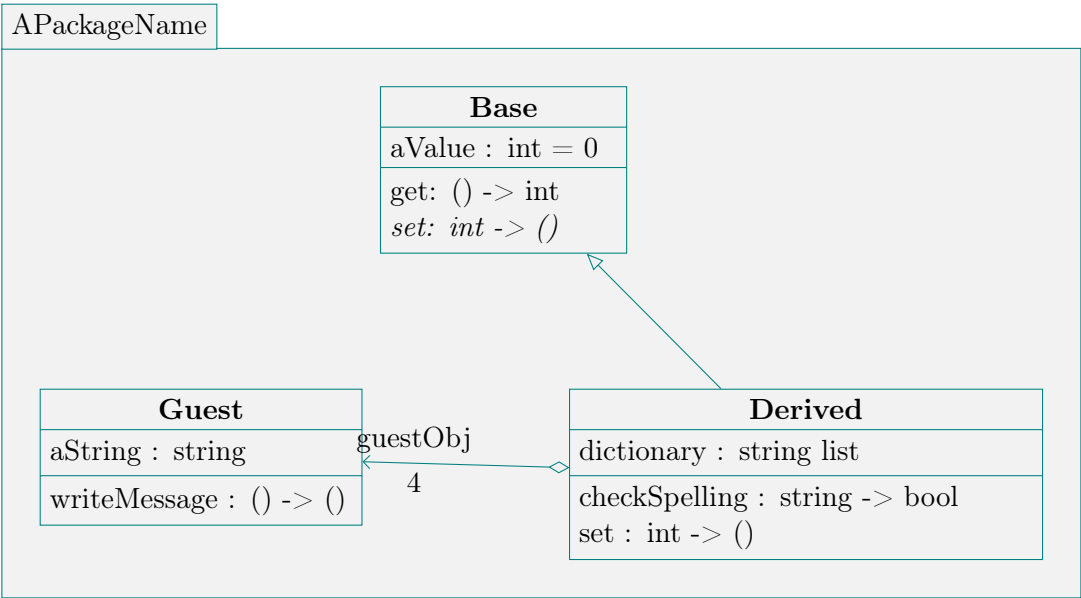 APackageName
Base
aValue : int = 0
get: () -> int
set: int -> ()
Guest
aString : string
writeMessage : () -> ()
guestObj
4
Derived
dictionary : string list
checkSpelling : string -> bool
set : int -> ()